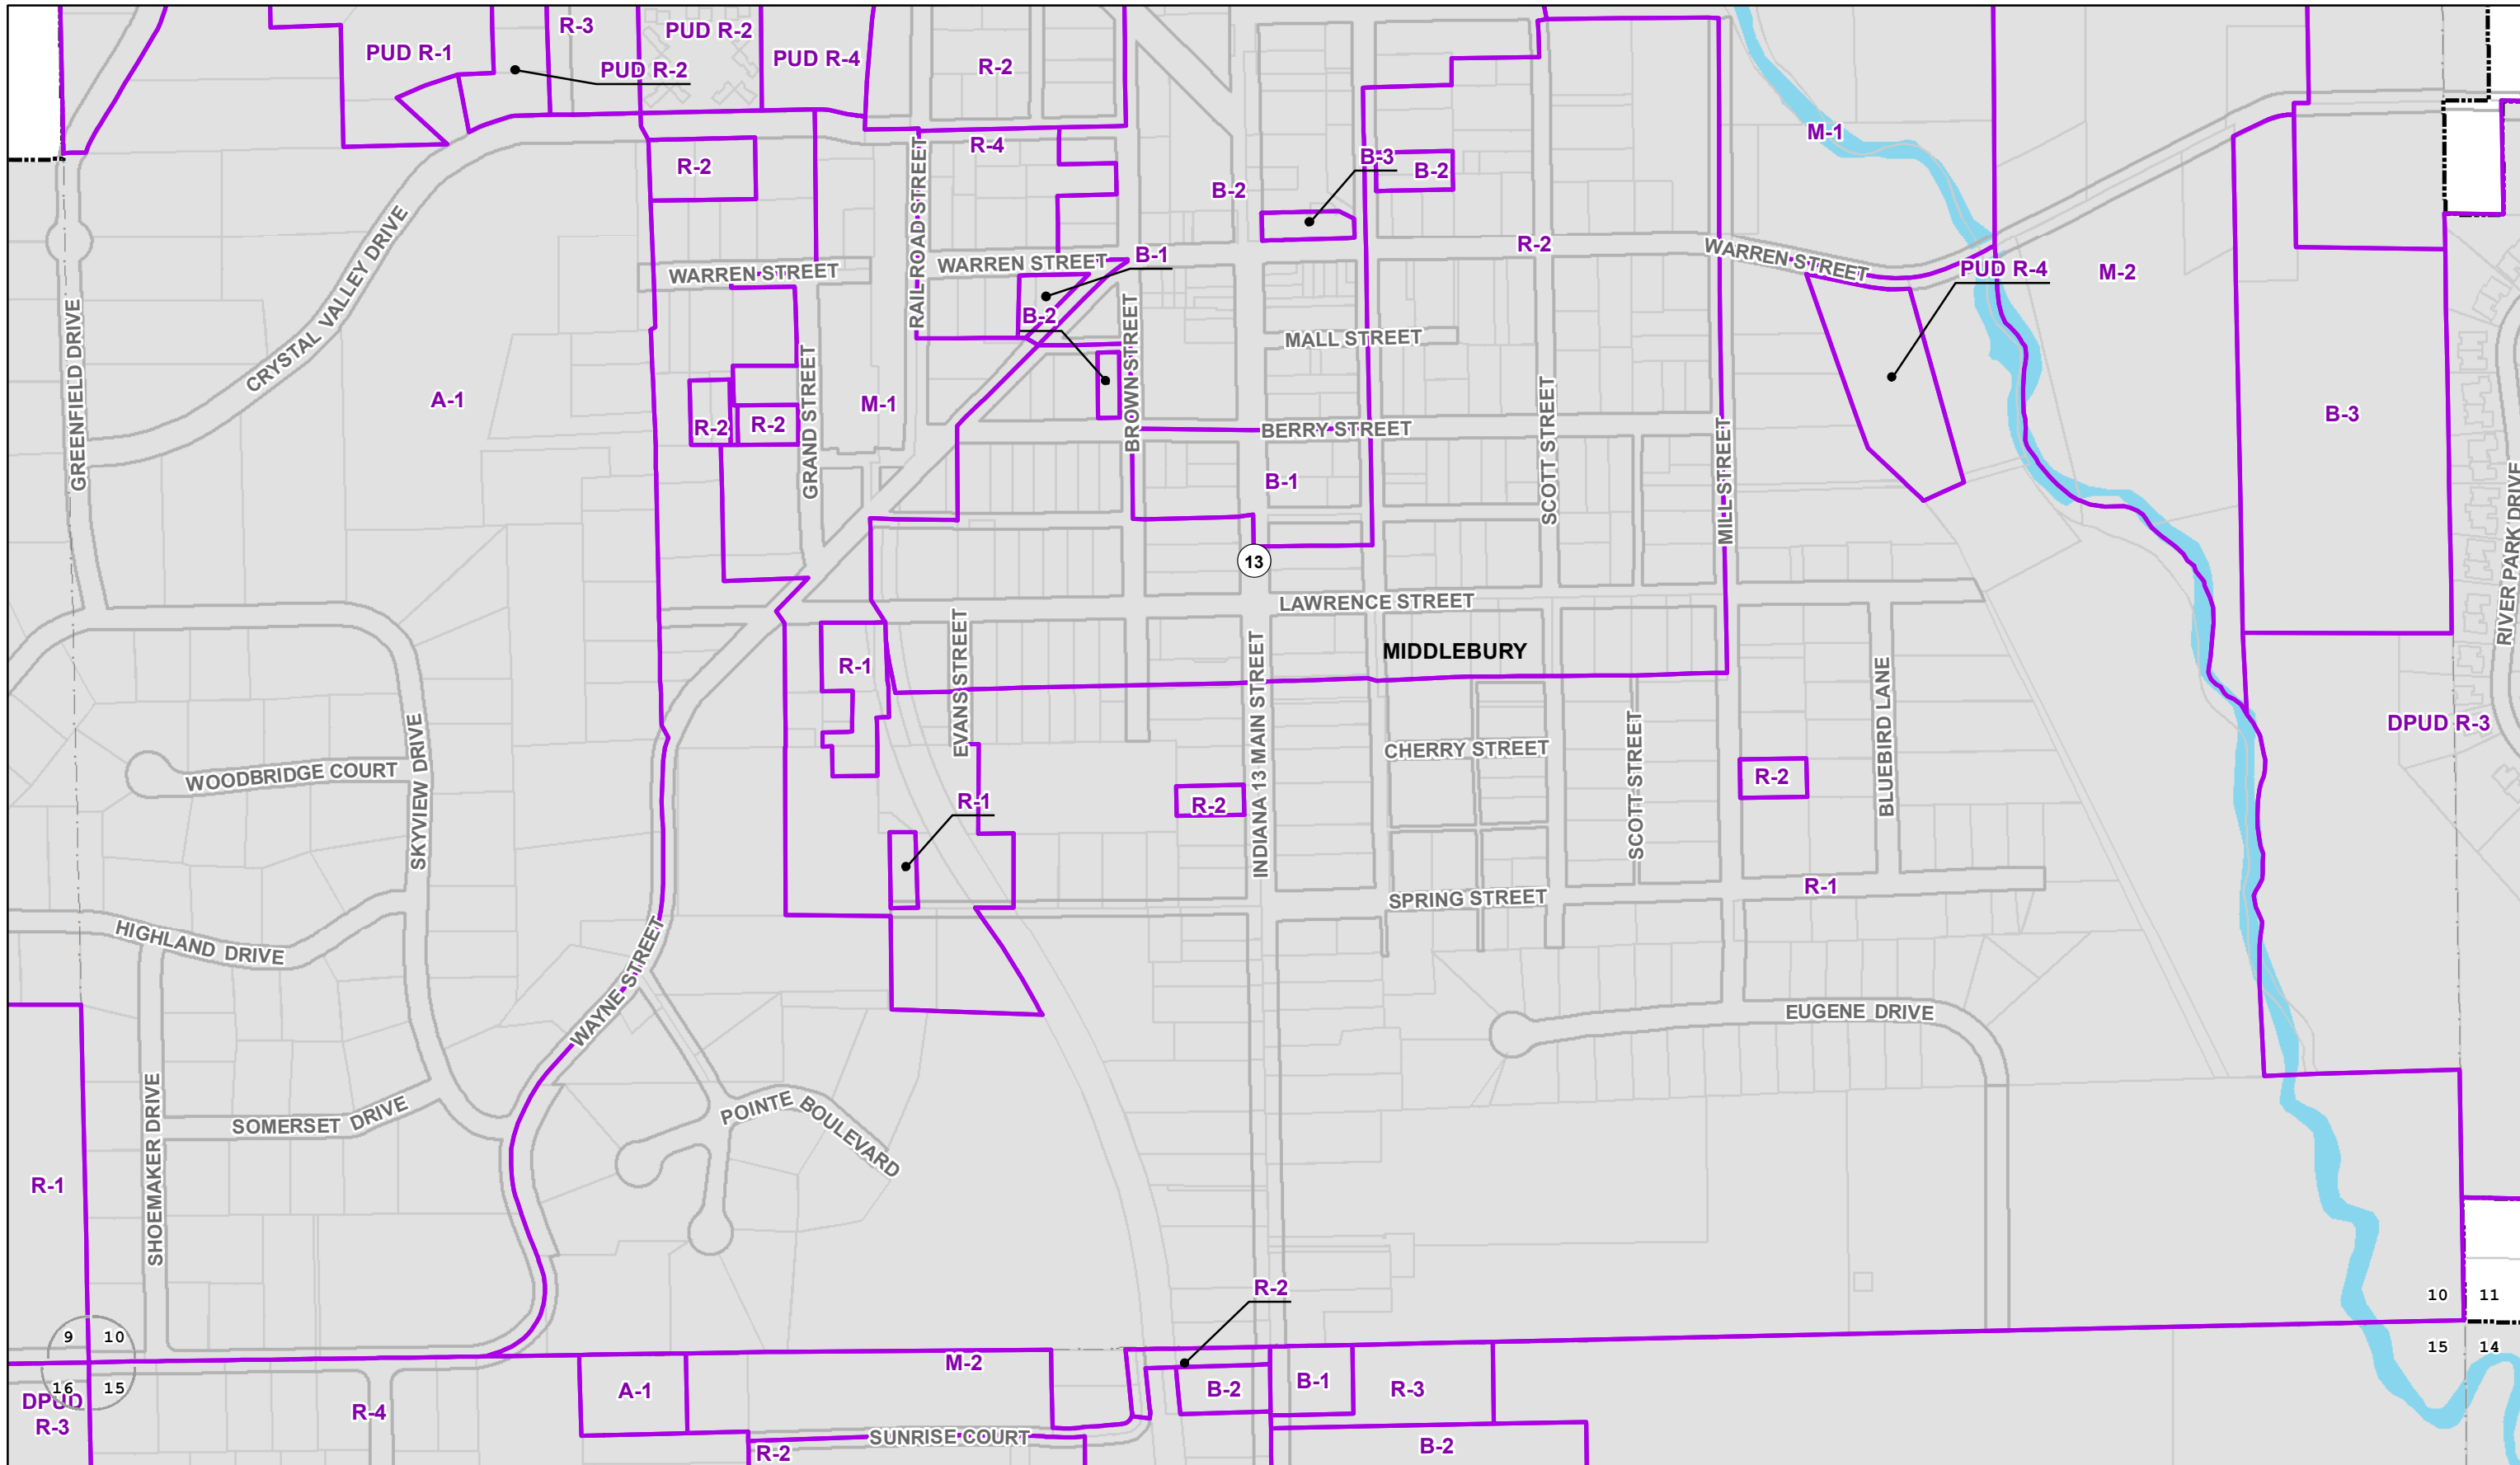 R-3
PUD R-2
PUD R-1
PUD R-4
R-2
PUD R-2
M-1
R-4
B-3
B-2
R-2
B-2
RAILROAD STREET
CRYSTAL VALLEY DRIVE
R-2
B-1
WARREN STREET
WARREN STREET
WARREN STREET
PUD R-4
M-2
GREENFIELD DRIVE
B-2
BROWN STREET
MALL STREET
GRAND STREET
A-1
M-1
SCOTT STREET
B-3
R-2
R-2
BERRY STREET
MILL STREET
B-1
RIVER PARK DRIVE
13
LAWRENCE STREET
EVANS STREET
MIDDLEBURY
R-1
INDIANA 13 MAIN STREET
BLUEBIRD LANE
DPUD R-3
CHERRY STREET
SCOTT STREET
WOODBRIDGE COURT
SKYVIEW DRIVE
R-2
R-1
R-2
R-1
SPRING STREET
HIGHLAND DRIVE
WAYNE STREET
EUGENE DRIVE
POINTE BOULEVARD
SOMERSET DRIVE
SHOEMAKER DRIVE
R-1
R-2
10 11
9 10
15 14
16 15
M-2
DPUD
R-3
A-1
B-2
B-1
R-3
R-4
SUNRISE COURT
R-2
B-2